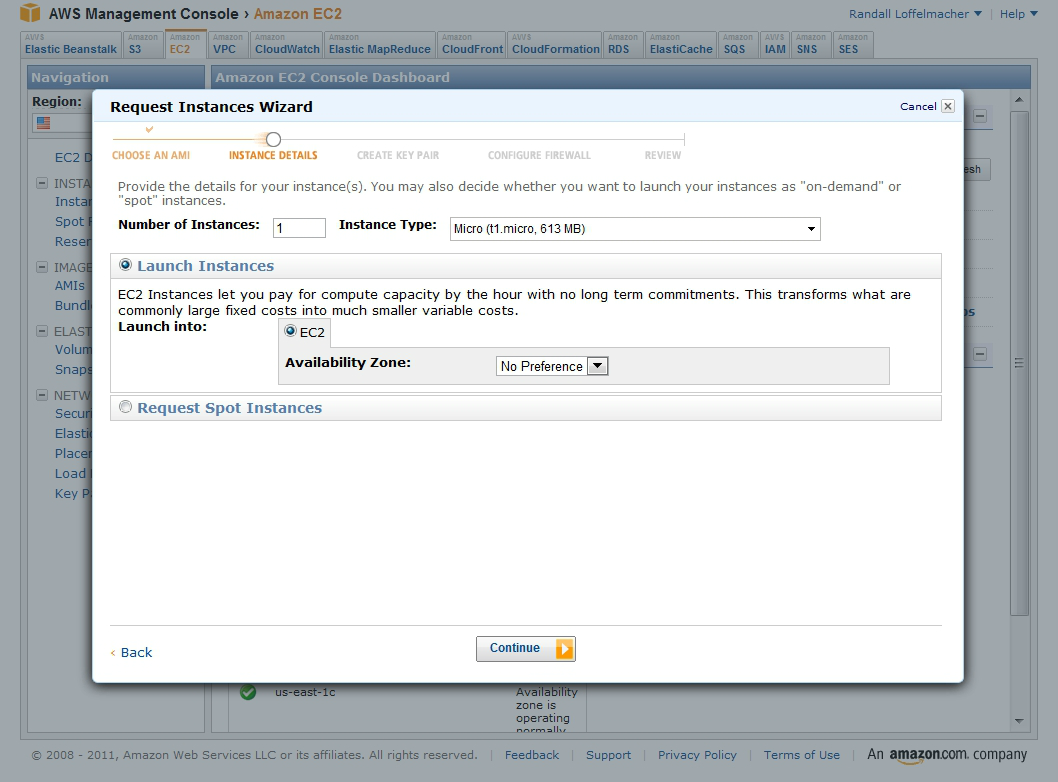 AWS Management Console › Amazon EC2
Randall Loffelmacher Help
AWS Elastic Beanstalk
Amazon S3
Amazon EC2
Amazon VPC
Amazon CloudWatch
Amazon Elastic MapReduce
Amazon CloudFront
AWS CloudFormation
Amazon RDS
Amazon ElastiCache
Amazon SQS
AWS IAM
Amazon SNS
Amazon SES
Navigation
Amazon EC2 Console Dashboard
Region:
Request Instances Wizard
Cancel
CHOOSE AN AMI INSTANCE DETAILS CREATE KEY PAIR CONFIGURE FIREWALL REVIEW
Provide the details for your instance(s). You may also decide whether you want to launch your instances as "on-demand" or
"spot" instances.
Number of Instances: 1 Instance Type: Micro (t1.micro, 613 MB)
Launch Instances
EC2 Instances let you pay for compute capacity by the hour with no long term commitments. This transforms what are
commonly large fixed costs into much smaller variable costs.
Launch into: EC2
Availability Zone: No Preference
Request Spot Instances
‹ Back
Continue
EC2 D
INSTA
Instan
Spot R
Reser
IMAGE
AMIs
Bundl
ELAST
Volum
Snaps
NETW
Securi
Elastic
Placer
Load
Key P
esh
us-east-1c
Availability
zone is
operating
normally
© 2008 - 2011, Amazon Web Services LLC or its affiliates. All rights reserved. | Feedback | Support | Privacy Policy | Terms of Use | An amazon.com. company